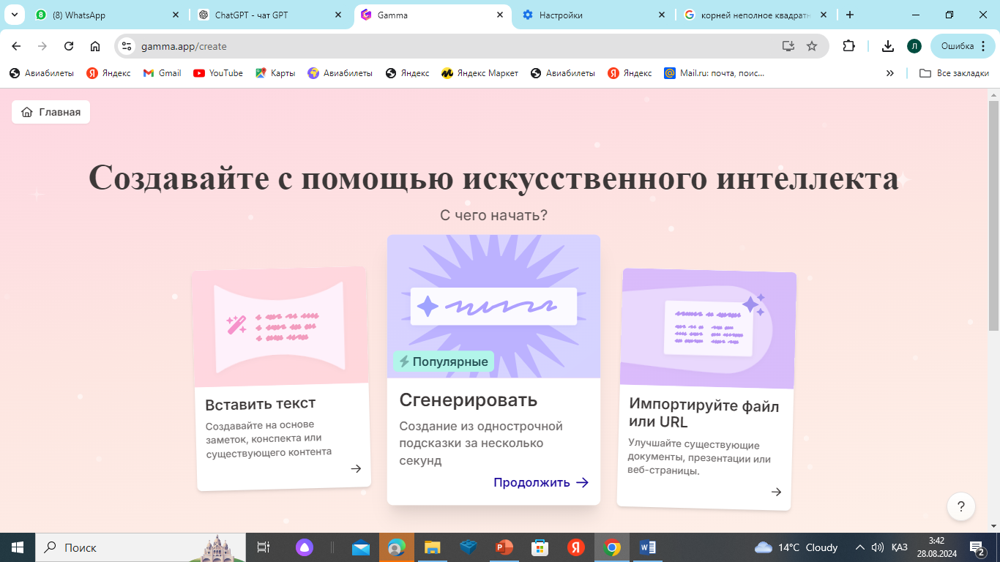 (8) WhatsApp
ChatGPT - чат GPT
Gamma
Настройки
корней неполное квадратн
gamma.app/create
Л
Ошибка
Авиабилеты
Яндекс
Gmail
YouTube
Карты
Авиабилеты
Яндекс
Яндекс Маркет
Авиабилеты
Яндекс
Mail.ru: почта, поис...
Все закладки
Главная
Создавайте с помощью искусственного интеллекта
С чего начать?
Вставить текст
Создавайте на основе
заметок, конспекта или
существующего контента
Популярные
Сгенерировать
Создание из однострочной
подсказки за несколько
секунд
Продолжить
Импортируйте файл
или URL
Улучшайте существующие
документы, презентации или
веб-страницы.
?
Поиск
14°C Cloudy
ҚАЗ
3:42
28.08.2024
2